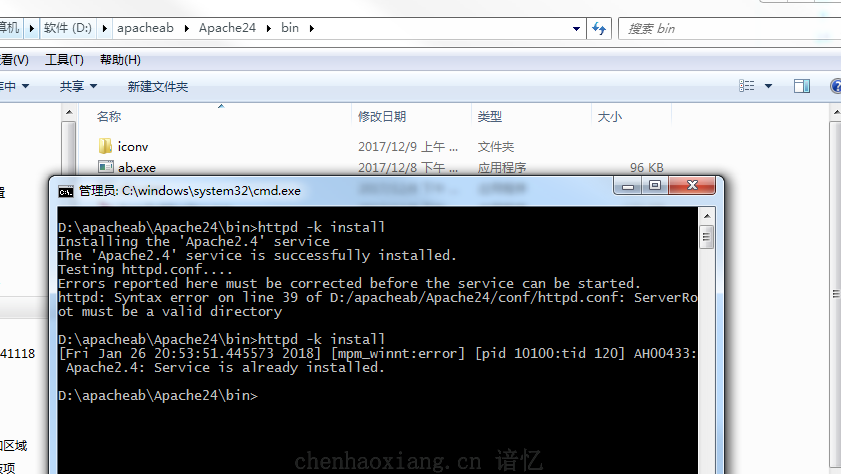 算机 软件 (D:) apacheab Apache24 bin 搜索 bin
查看(V) 工具(T) 帮助(H)
库中 共享 新建文件夹
名称 修改日期 类型 大小
iconv 2017/12/9 上午 ... 文件夹
ab.exe 2017/12/8 下午 ... 应用程序 96 KB
置
管理员: C:\windows\system32\cmd.exe
D:\apacheab\Apache24\bin>httpd -k install
Installing the 'Apache2.4' service
The 'Apache2.4' service is successfully installed.
Testing httpd.conf....
Errors reported here must be corrected before the service can be started.
httpd: Syntax error on line 39 of D:/apacheab/Apache24/conf/httpd.conf: ServerRo
ot must be a valid directory
D:\apacheab\Apache24\bin>httpd -k install
41118
[Fri Jan 26 20:53:51.445573 2018] [mpm_winnt:error] [pid 10100:tid 120] AH00433:
Apache2.4: Service is already installed.
D:\apacheab\Apache24\bin>
区域
chenhaoxiang.cn 谙忆
项